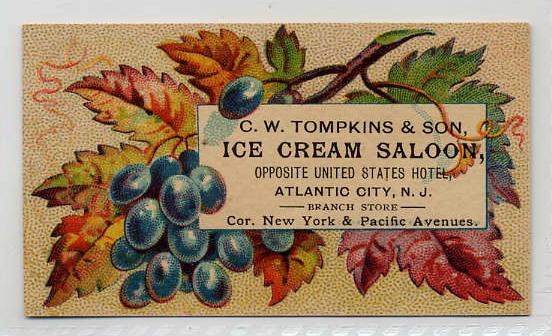 C. W. TOMPKINS & SON,
ICE CREAM SALOON,
OPPOSITE UNITED STATES HOTEL,
ATLANTIC CITY, N. J.
BRANCH STORE
Cor. New York & Pacific Avenues.